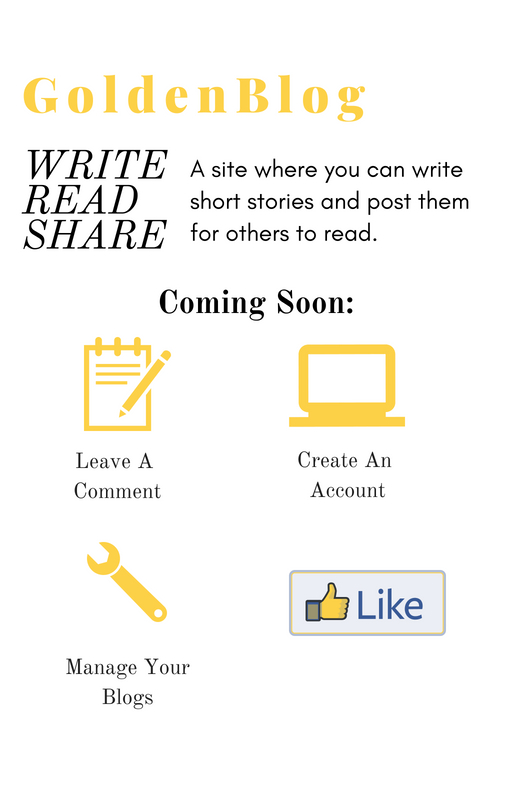 GoldenBlog
WRITE
READ
SHARE
A site where you can write
short stories and post them
for others to read.
Coming Soon:
Leave A
Comment
Create An
Account
Manage Your
Blogs
Like